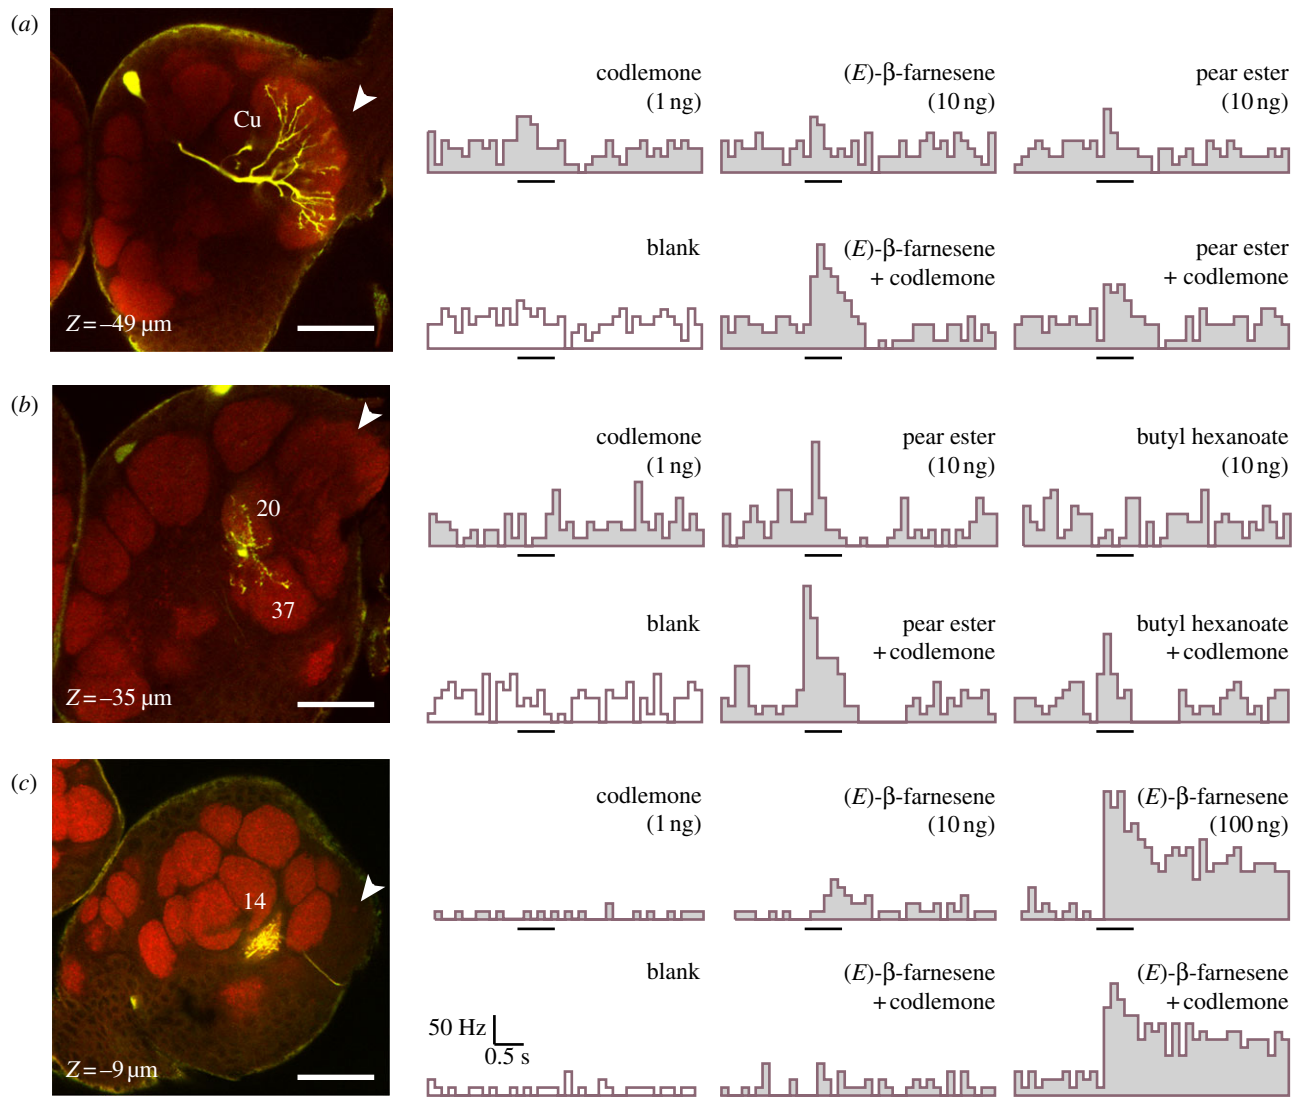 (a)
Cu
Z = –49 µm
codlemone
(1 ng)
(E)-β-farnesene
(10 ng)
pear ester
(10 ng)
blank
(E)-β-farnesene
+ codlemone
pear ester
+ codlemone
(b)
20
37
Z = –35 µm
codlemone
(1 ng)
pear ester
(10 ng)
butyl hexanoate
(10 ng)
blank
pear ester
+ codlemone
butyl hexanoate
+ codlemone
(c)
14
Z = –9 µm
codlemone
(1 ng)
(E)-β-farnesene
(10 ng)
(E)-β-farnesene
(100 ng)
blank
50 Hz
0.5 s
(E)-β-farnesene
+ codlemone
(E)-β-farnesene
+ codlemone